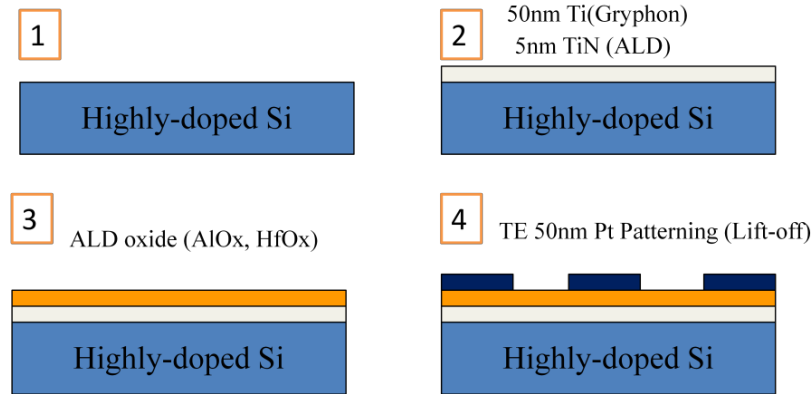 1
Highly-doped Si
2
50nm Ti(Gryphon)
5nm TiN (ALD)
Highly-doped Si
3
ALD oxide (AlOx, HfOx)
Highly-doped Si
4
TE 50nm Pt Patterning (Lift-off)
Highly-doped Si